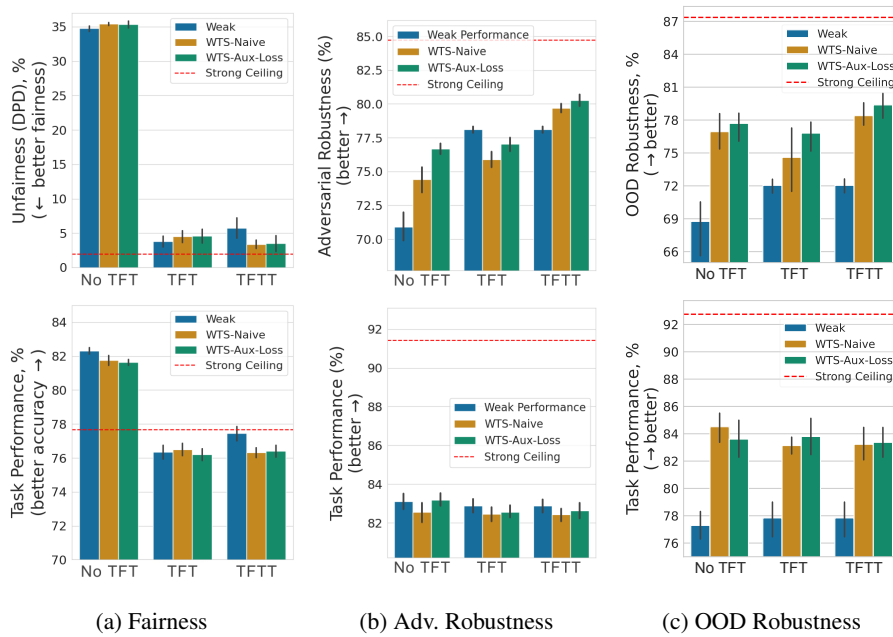 Unfairness (DPD), %
(← better fairness)
35
30
25
20
15
10
5
0
Weak
WTS-Naive
WTS-Aux-Loss
Strong Ceiling
No TFT
TFT
TFTT
Adversarial Robustness (%)
(better →)
85.0
82.5
80.0
77.5
75.0
72.5
70.0
Weak Performance
WTS-Naive
WTS-Aux-Loss
Strong Ceiling
No TFT
TFT
TFTT
OOD Robustness, %
(→ better)
87
84
81
78
75
72
69
66
Weak
WTS-Naive
WTS-Aux-Loss
Strong Ceiling
No TFT
TFT
TFTT
Task Performance, %
(better accuracy →)
84
82
80
78
76
74
72
70
Weak
WTS-Naive
WTS-Aux-Loss
Strong Ceiling
No TFT
TFT
TFTT
Task Performance (%)
(better →)
92
90
88
86
84
82
Weak Performance
WTS-Naive
WTS-Aux-Loss
Strong Ceiling
No TFT
TFT
TFTT
Task Performance, %
(→ better)
92
90
88
86
84
82
80
78
76
Weak
WTS-Naive
WTS-Aux-Loss
Strong Ceiling
No TFT
TFT
TFTT
(a) Fairness
(b) Adv. Robustness
(c) OOD Robustness